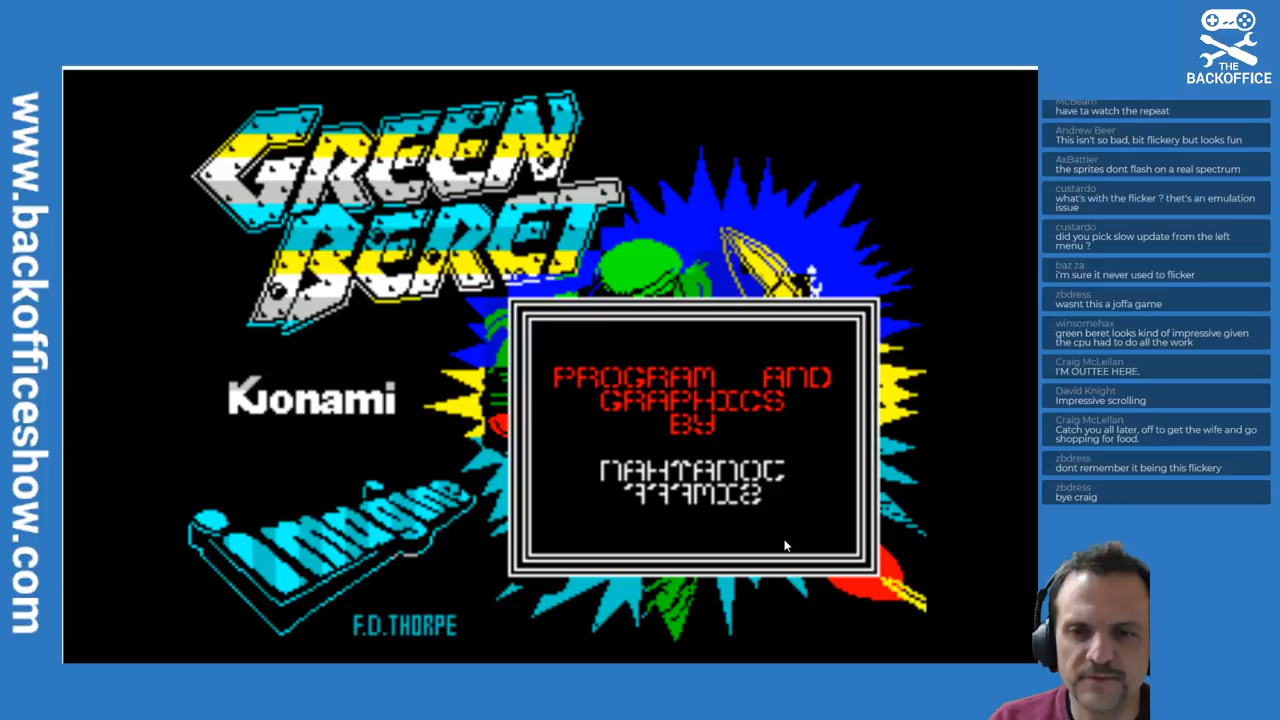 THE
BACKOFFICE
www.backofficeshow.com
GREEN
BERET
Konami
imagine
F.D.THORPE
PROGRAM AND
GRAPHICS
BY
McBeam
have ta watch the repeat
Andrew Beer
This isn't so bad, bit flickery but looks fun
AxBattler
the sprites dont flash on a real spectrum
custardo
what's with the flicker ? thet's an emulation
issue
custardo
did you pick slow update from the left
menu ?
baz za
i'm sure it never used to flicker
zbdress
wasnt this a joffa game
winsomehax
green beret looks kind of impressive given
the cpu had to do all the work
Craig McLellan
I'M OUTTEE HERE.
David Knight
Impressive scrolling
Craig McLellan
Catch you all later, off to get the wife and go
shopping for food.
zbdress
dont remember it being this flickery
zbdress
bye craig